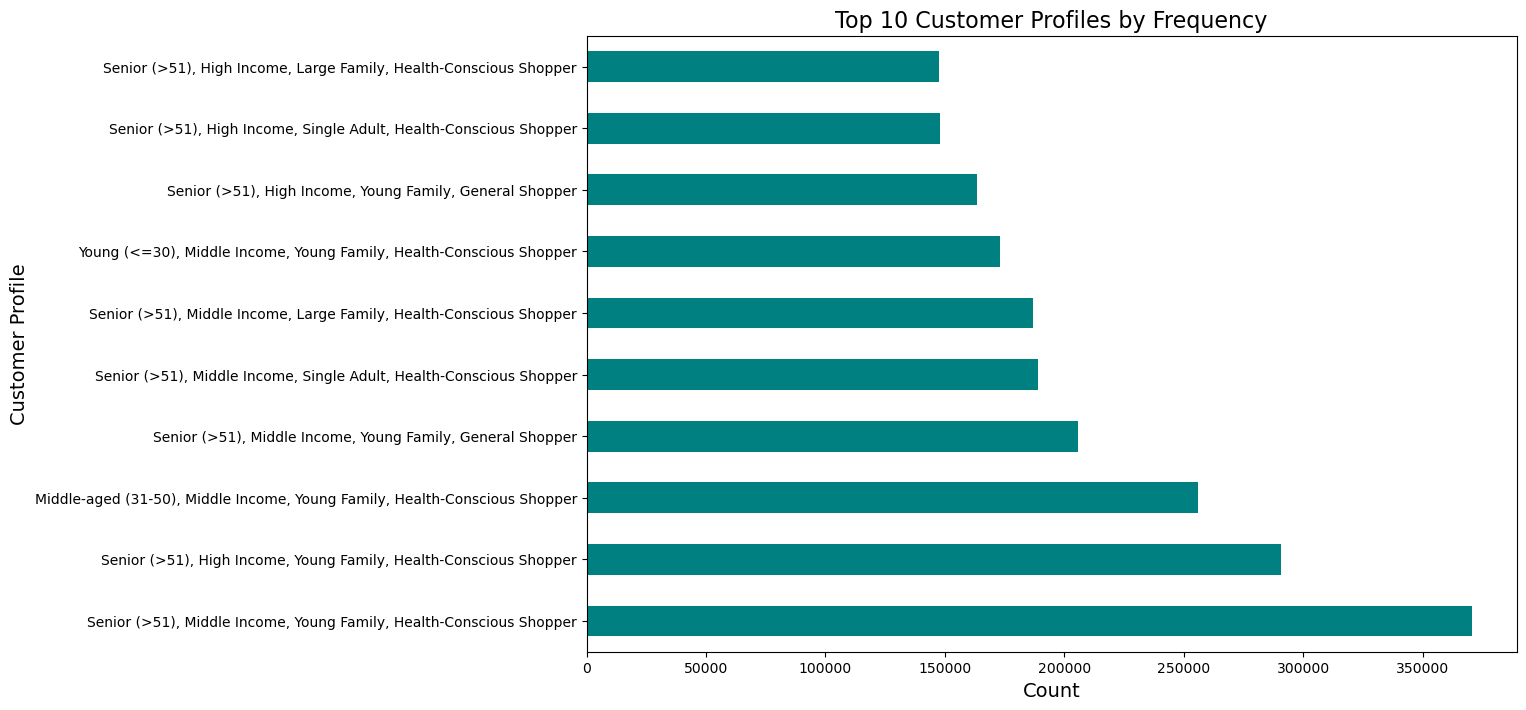 Top 10 Customer Profiles by Frequency
Customer Profile
Senior (>51), High Income, Large Family, Health-Conscious Shopper
Senior (>51), High Income, Single Adult, Health-Conscious Shopper
Senior (>51), High Income, Young Family, General Shopper
Young (<=30), Middle Income, Young Family, Health-Conscious Shopper
Senior (>51), Middle Income, Large Family, Health-Conscious Shopper
Senior (>51), Middle Income, Single Adult, Health-Conscious Shopper
Senior (>51), Middle Income, Young Family, General Shopper
Middle-aged (31-50), Middle Income, Young Family, Health-Conscious Shopper
Senior (>51), High Income, Young Family, Health-Conscious Shopper
Senior (>51), Middle Income, Young Family, Health-Conscious Shopper
0 50000 100000 150000 200000 250000 300000 350000
Count